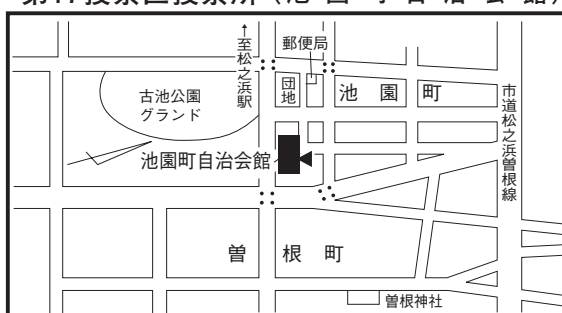 第17投票区投票所（池園町自治会館）
↑至松之浜駅
郵便局
団地
池園町
古池公園
グランド
市道松之浜曽根線
池園町自治会館
曽根町
曽根神社